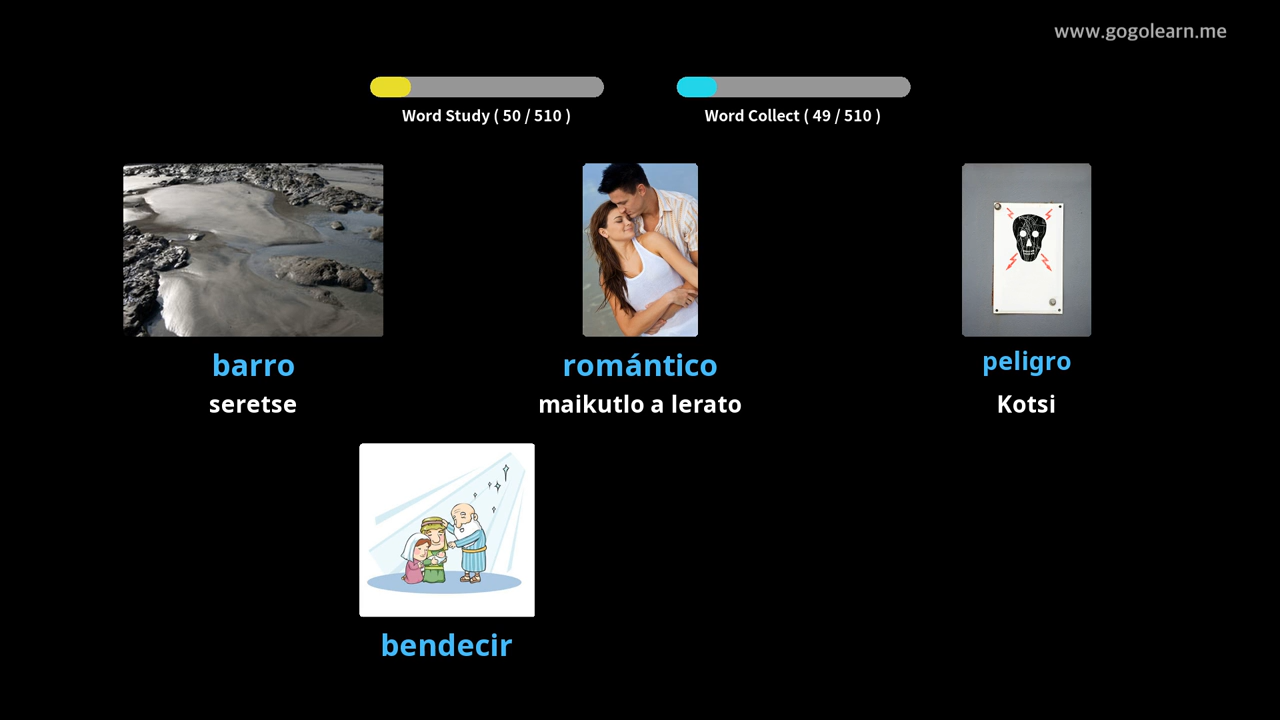 www.gogolearn.me
Word Study ( 50 / 510 )
Word Collect ( 49 / 510 )
barro
romántico
peligro
seretse
maikutlo a lerato
Kotsi
bendecir